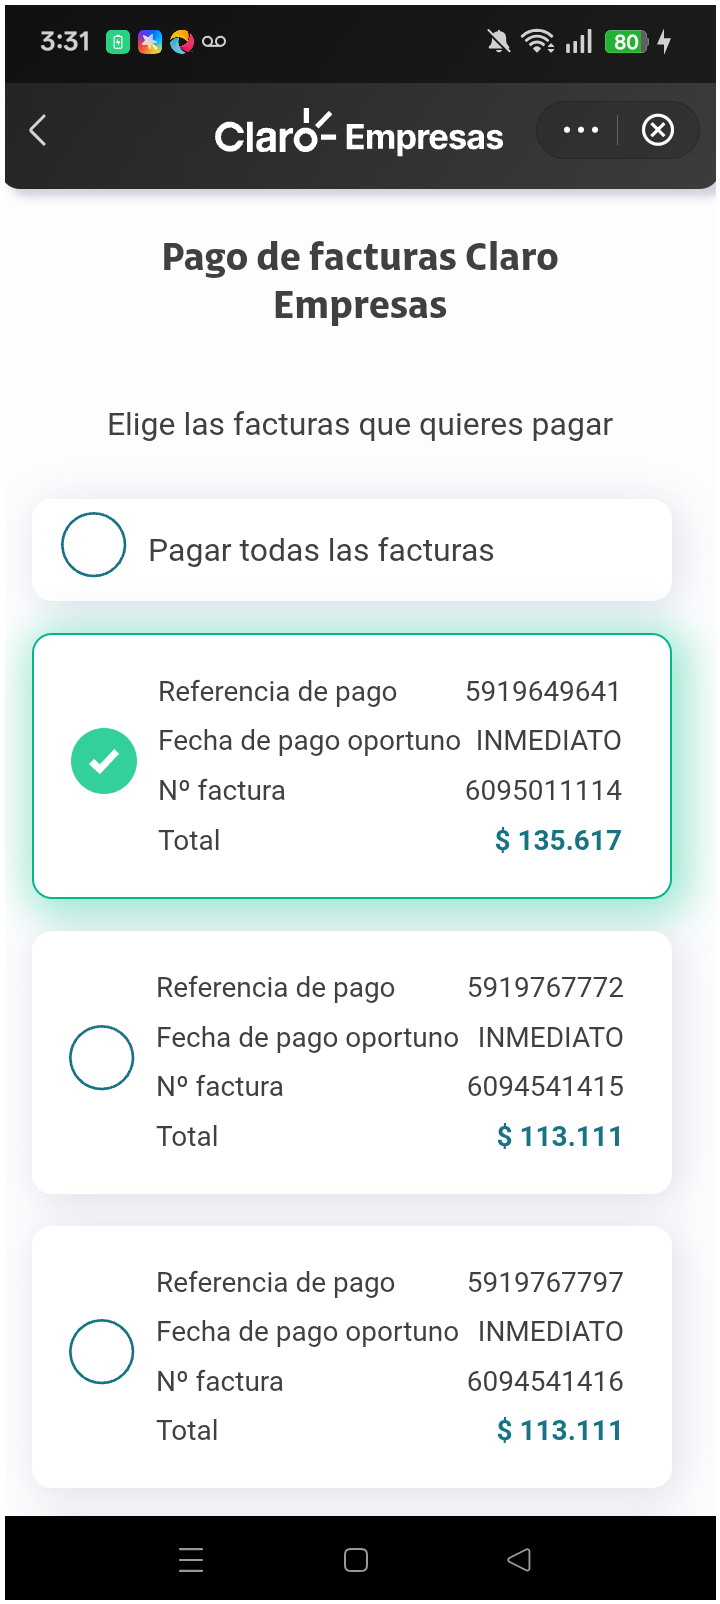 3:31
80
Claro Empresas
Pago de facturas Claro
Empresas
Elige las facturas que quieres pagar
Pagar todas las facturas
Referencia de pago 5919649641
Fecha de pago oportuno INMEDIATO
Nº factura 6095011114
Total $ 135.617
Referencia de pago 5919767772
Fecha de pago oportuno INMEDIATO
Nº factura 6094541415
Total $ 113.111
Referencia de pago 5919767797
Fecha de pago oportuno INMEDIATO
Nº factura 6094541416
Total $ 113.111